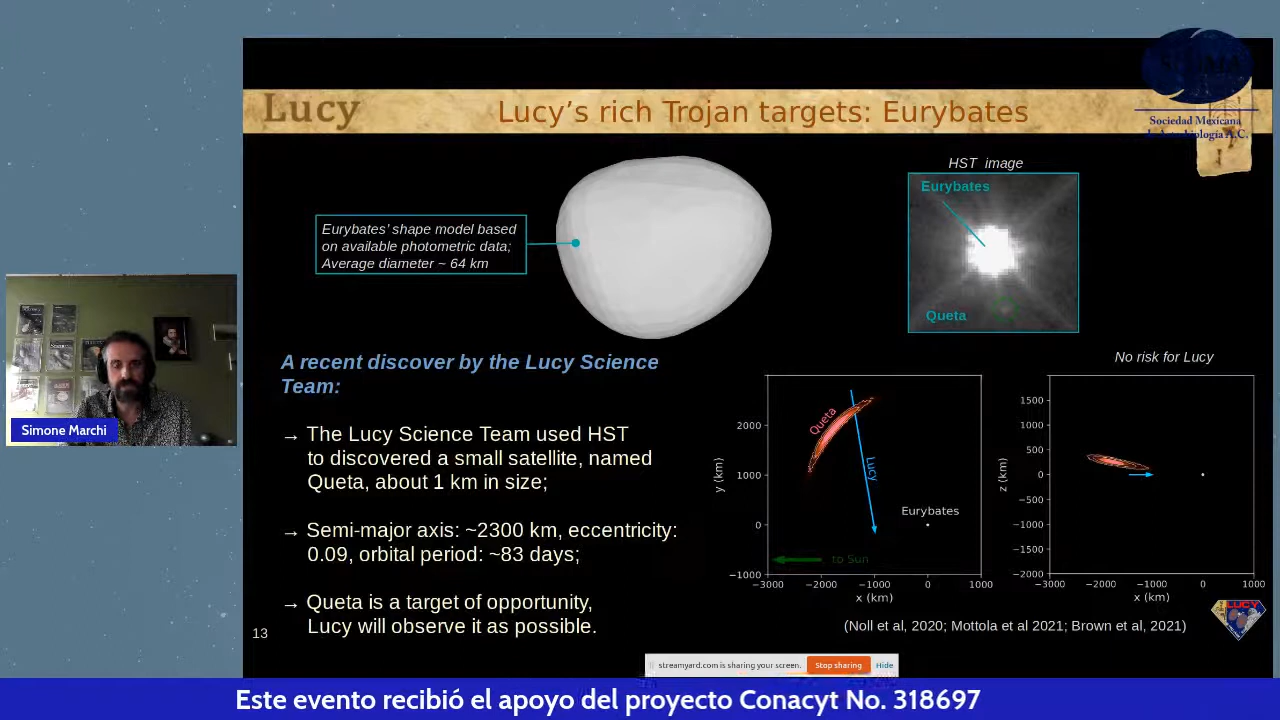 Lucy
Lucy’s rich Trojan targets: Eurybates
Sociedad Mexicana
de Astrobiología A.C.
HST image
Eurybates
Queta
Eurybates’ shape model based
on available photometric data;
Average diameter ~ 64 km
Simone Marchi
A recent discover by the Lucy Science
Team:
→ The Lucy Science Team used HST
to discovered a small satellite, named
Queta, about 1 km in size;
→ Semi-major axis: ~2300 km, eccentricity:
0.09, orbital period: ~83 days;
→ Queta is a target of opportunity,
Lucy will observe it as possible.
13
No risk for Lucy
y (km)
2000
1000
0
−1000
Queta
Lucy
Eurybates
to Sun
−3000 −2000 −1000 0 1000
x (km)
z (km)
1500
1000
500
0
−500
−1000
−1500
−2000
−3000 −2000 −1000 0 1000
x (km)
(Noll et al, 2020; Mottola et al 2021; Brown et al, 2021)
LUCY
streamyard.com is sharing your screen.
Stop sharing
Hide
Este evento recibió el apoyo del proyecto Conacyt No. 318697